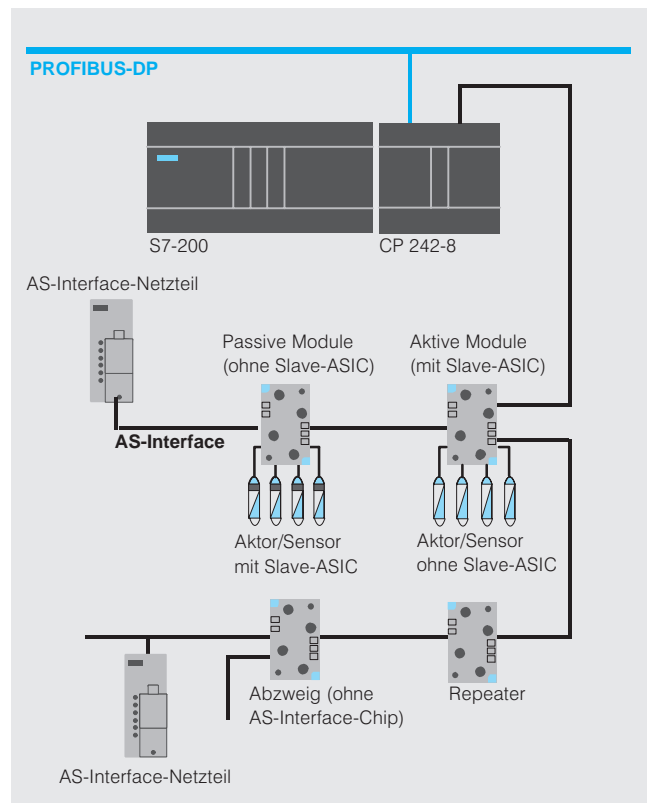 PROFIBUS-DP
S7-200
CP 242-8
AS-Interface-Netzteil
Passive Module
(ohne Slave-ASIC)
Aktive Module
(mit Slave-ASIC)
AS-Interface
Aktor/Sensor
mit Slave-ASIC
Aktor/Sensor
ohne Slave-ASIC
Abzweig (ohne
AS-Interface-Chip)
Repeater
AS-Interface-Netzteil